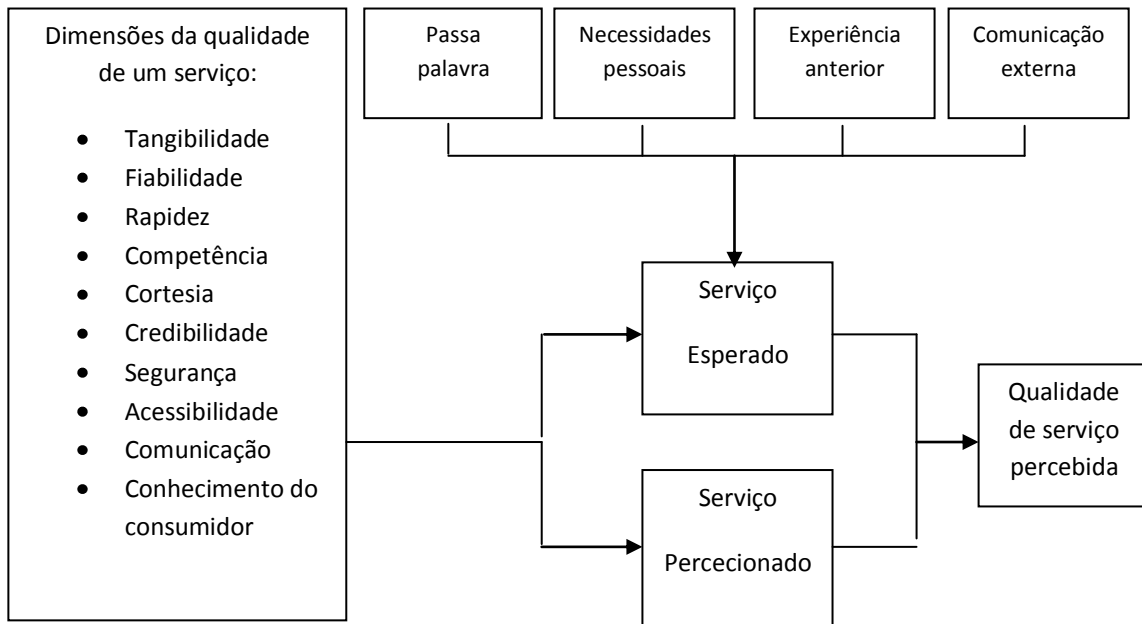 Dimensões da qualidade
de um serviço:
• Tangibilidade
• Fiabilidade
• Rapidez
• Competência
• Cortesia
• Credibilidade
• Segurança
• Acessibilidade
• Comunicação
• Conhecimento do
consumidor
Passa
palavra
Necessidades
pessoais
Experiência
anterior
Comunicação
externa
Serviço
Esperado
Serviço
Percecionado
Qualidade
de serviço
percebida